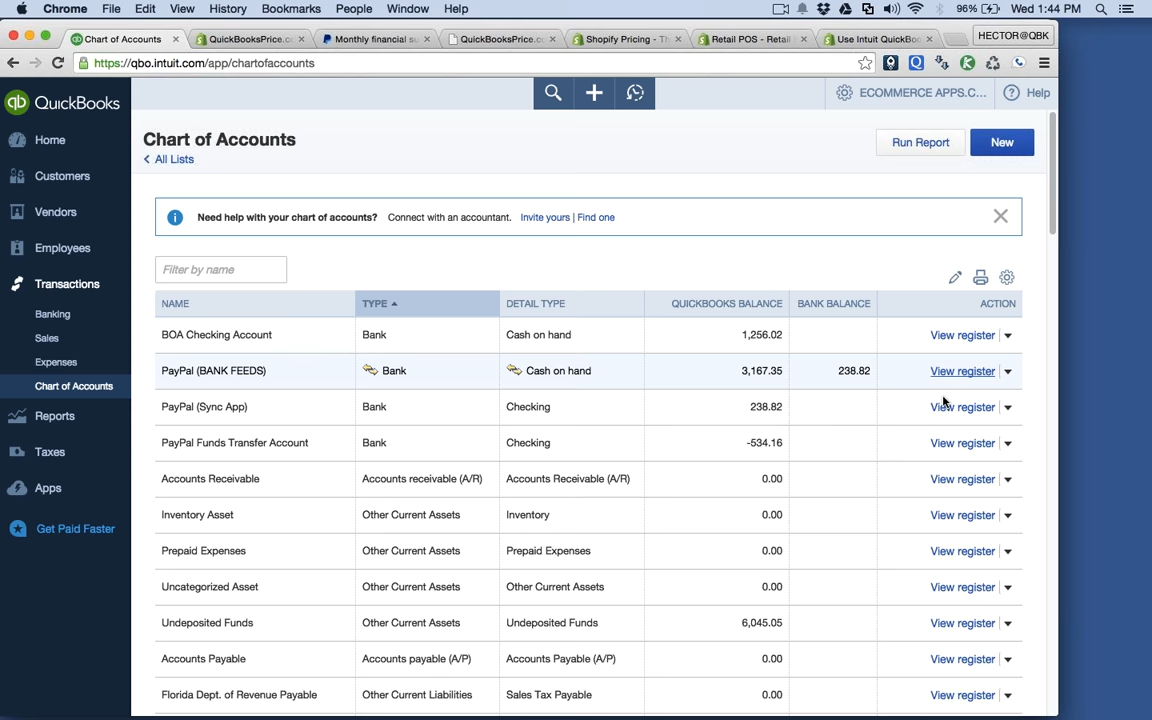 Chrome File Edit View History Bookmarks People Window Help 96% Wed 1:44 PM
Chart of Accounts QuickBooksPrice.co Monthly financial su QuickBooksPrice.co Shopify Pricing - Th Retail POS - Retail Use Intuit QuickBoo HECTOR@QBK
https://qbo.intuit.com/app/chartofaccounts
qb QuickBooks
ECOMMERCE APPS.C... Help
Home
Customers
Vendors
Employees
Transactions
Banking
Sales
Expenses
Chart of Accounts
Reports
Taxes
Apps
Get Paid Faster
Chart of Accounts
All Lists
Run Report New
Need help with your chart of accounts? Connect with an accountant. Invite yours | Find one
Filter by name
NAME TYPE DETAIL TYPE QUICKBOOKS BALANCE BANK BALANCE ACTION
BOA Checking Account Bank Cash on hand 1,256.02 View register
PayPal (BANK FEEDS) Bank Cash on hand 3,167.35 238.82 View register
PayPal (Sync App) Bank Checking 238.82 View register
PayPal Funds Transfer Account Bank Checking -534.16 View register
Accounts Receivable Accounts receivable (A/R) Accounts Receivable (A/R) 0.00 View register
Inventory Asset Other Current Assets Inventory 0.00 View register
Prepaid Expenses Other Current Assets Prepaid Expenses 0.00 View register
Uncategorized Asset Other Current Assets Other Current Assets 0.00 View register
Undeposited Funds Other Current Assets Undeposited Funds 6,045.05 View register
Accounts Payable Accounts payable (A/P) Accounts Payable (A/P) 0.00 View register
Florida Dept. of Revenue Payable Other Current Liabilities Sales Tax Payable 0.00 View register